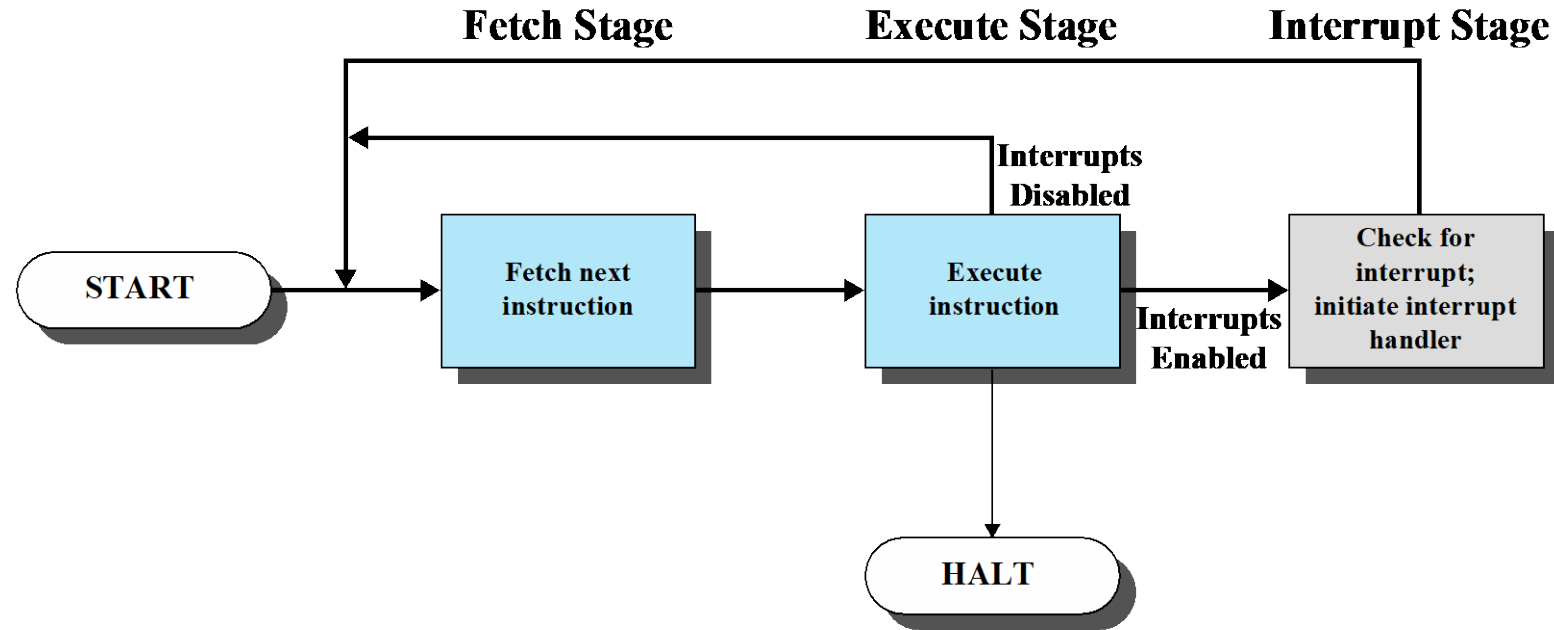 Fetch Stage
Execute Stage
Interrupt Stage
Interrupts
Disabled
START
Fetch next
instruction
Execute
instruction
Interrupts
Enabled
Check for
interrupt;
initiate interrupt
handler
HALT